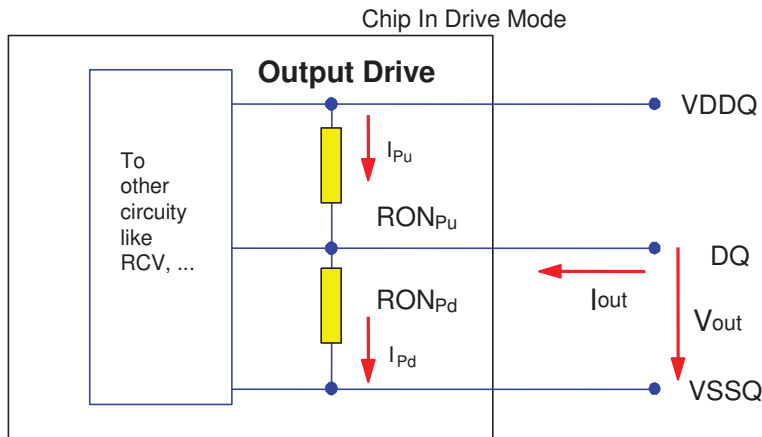 Chip In Drive Mode
Output Drive
VDDQ
To
other
circuity
like
RCV, ...
IPu
RONPu
DQ
RONPd
Iout
Vout
IPd
VSSQ